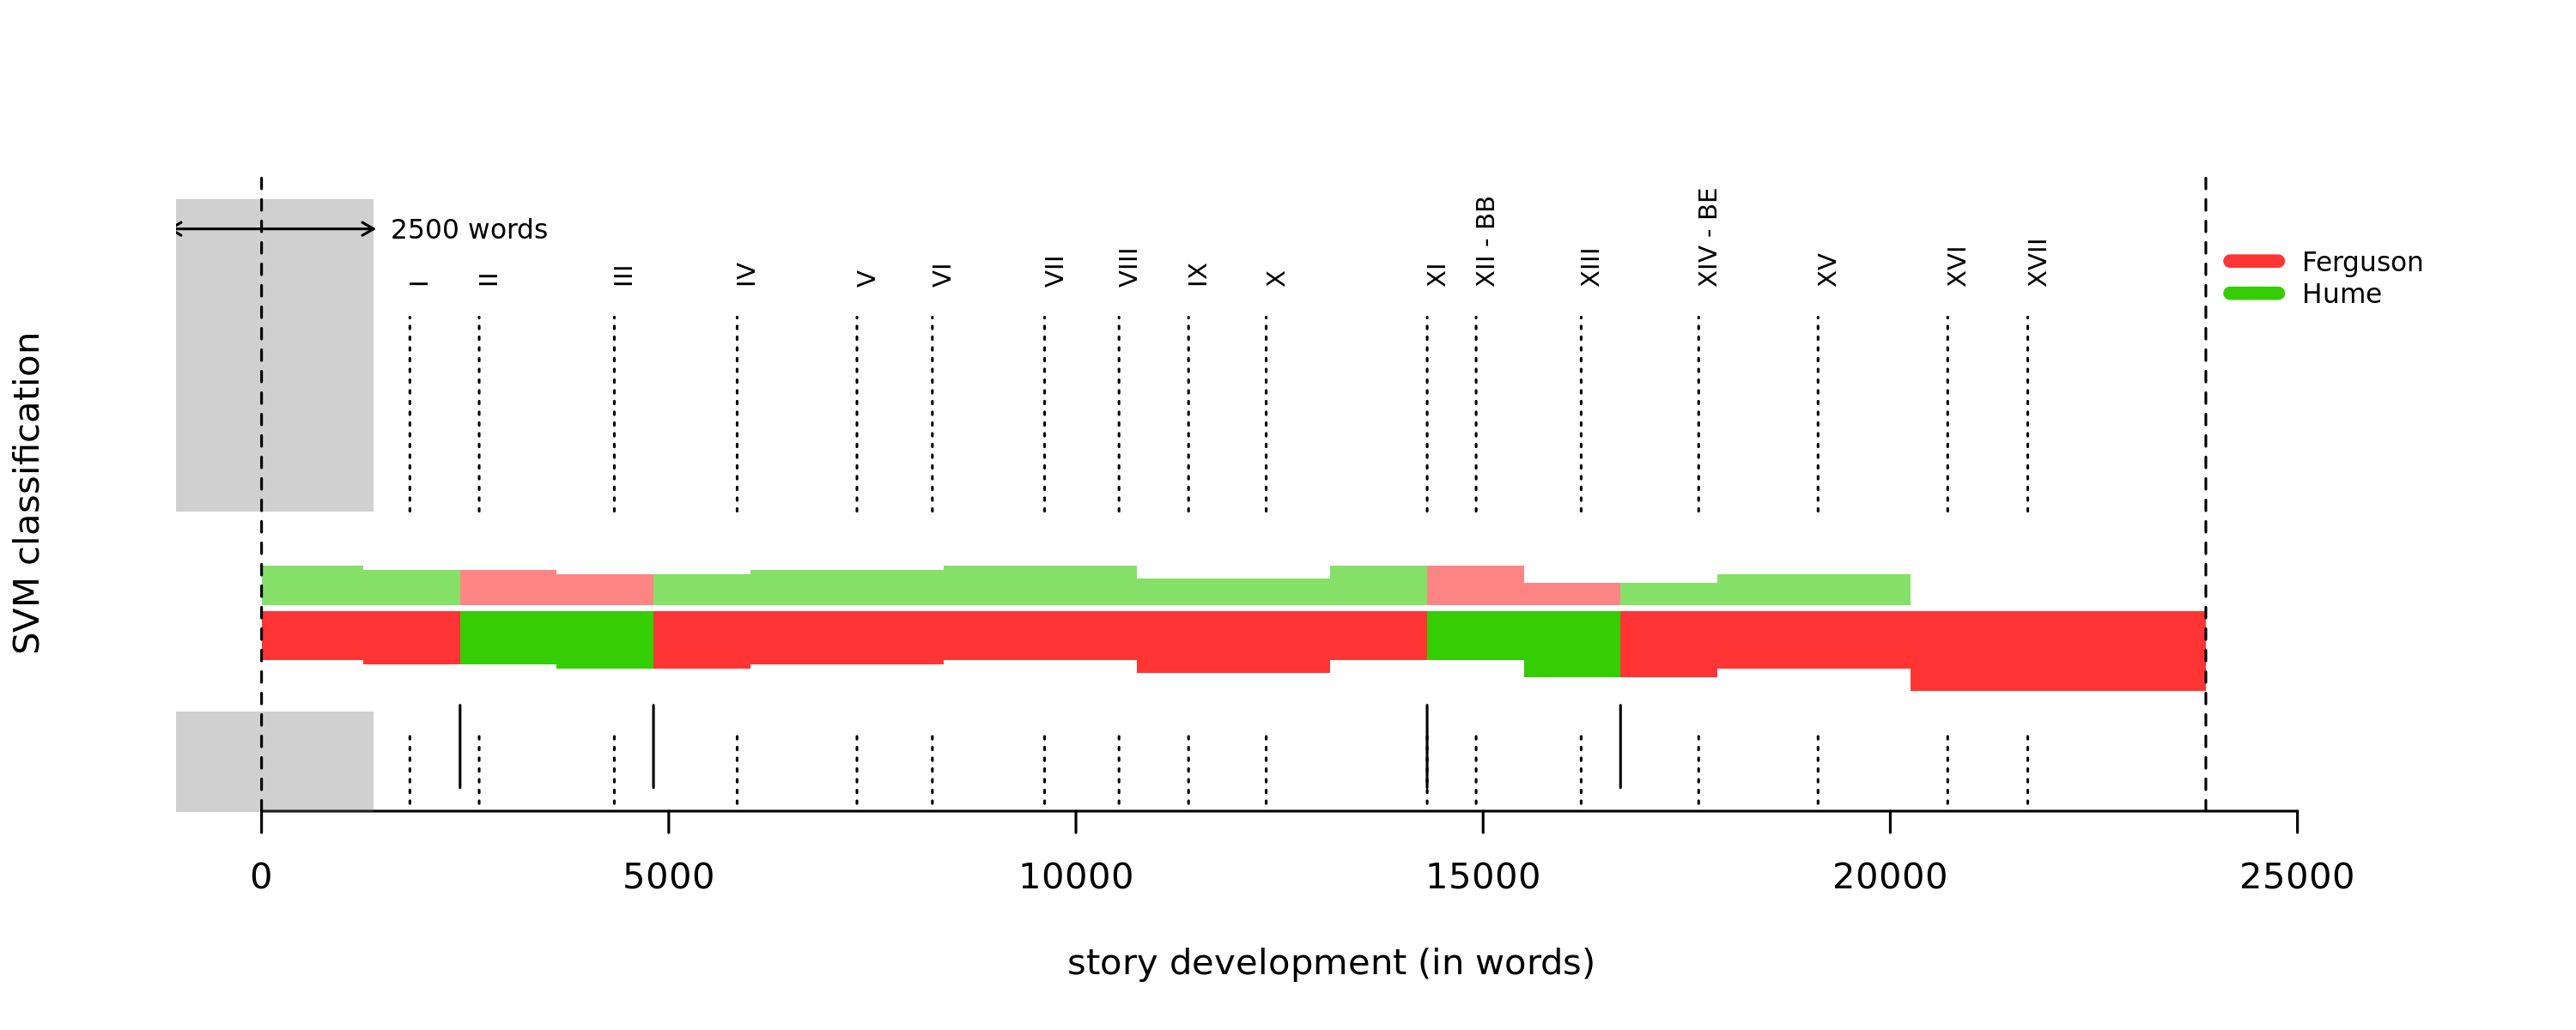 2500 words
I
II
III
IV
V
VI
VII
VIII
IX
X
XI
XII - BB
XIII
XIV - BE
XV
XVI
XVII
Ferguson
Hume
SVM classification
0
5000
10000
15000
20000
25000
story development (in words)